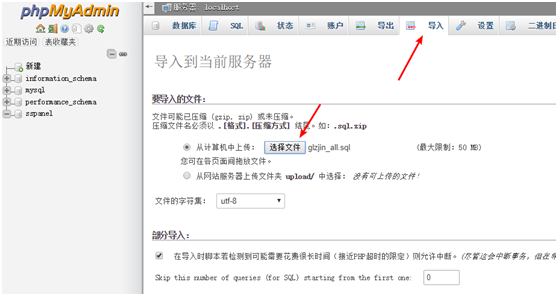 phpMyAdmin
近期访问 表收藏夹
新建
information_schema
mysql
performance_schema
sspanel
服务器: localhost
数据库 SQL 状态 账户 导出 导入 设置 二进制日
导入到当前服务器
要导入的文件:
文件可能已压缩 (gzip, zip) 或未压缩。
压缩文件名必须以 .[格式].[压缩方式] 结尾。如: .sql.zip
从计算机中上传: 选择文件 glzjin_all.sql (最大限制: 50 MB)
您可在各页面间拖放文件。
从网站服务器上传文件夹 upload/ 中选择: 没有可上传的文件!
文件的字符集: utf-8
部分导入:
在导入时脚本若检测到可能需要花费很长时间 (接近PHP超时的限定) 则允许中断。(尽管这会中断事务, 但在
Skip this number of queries (for SQL) starting from the first one: 0